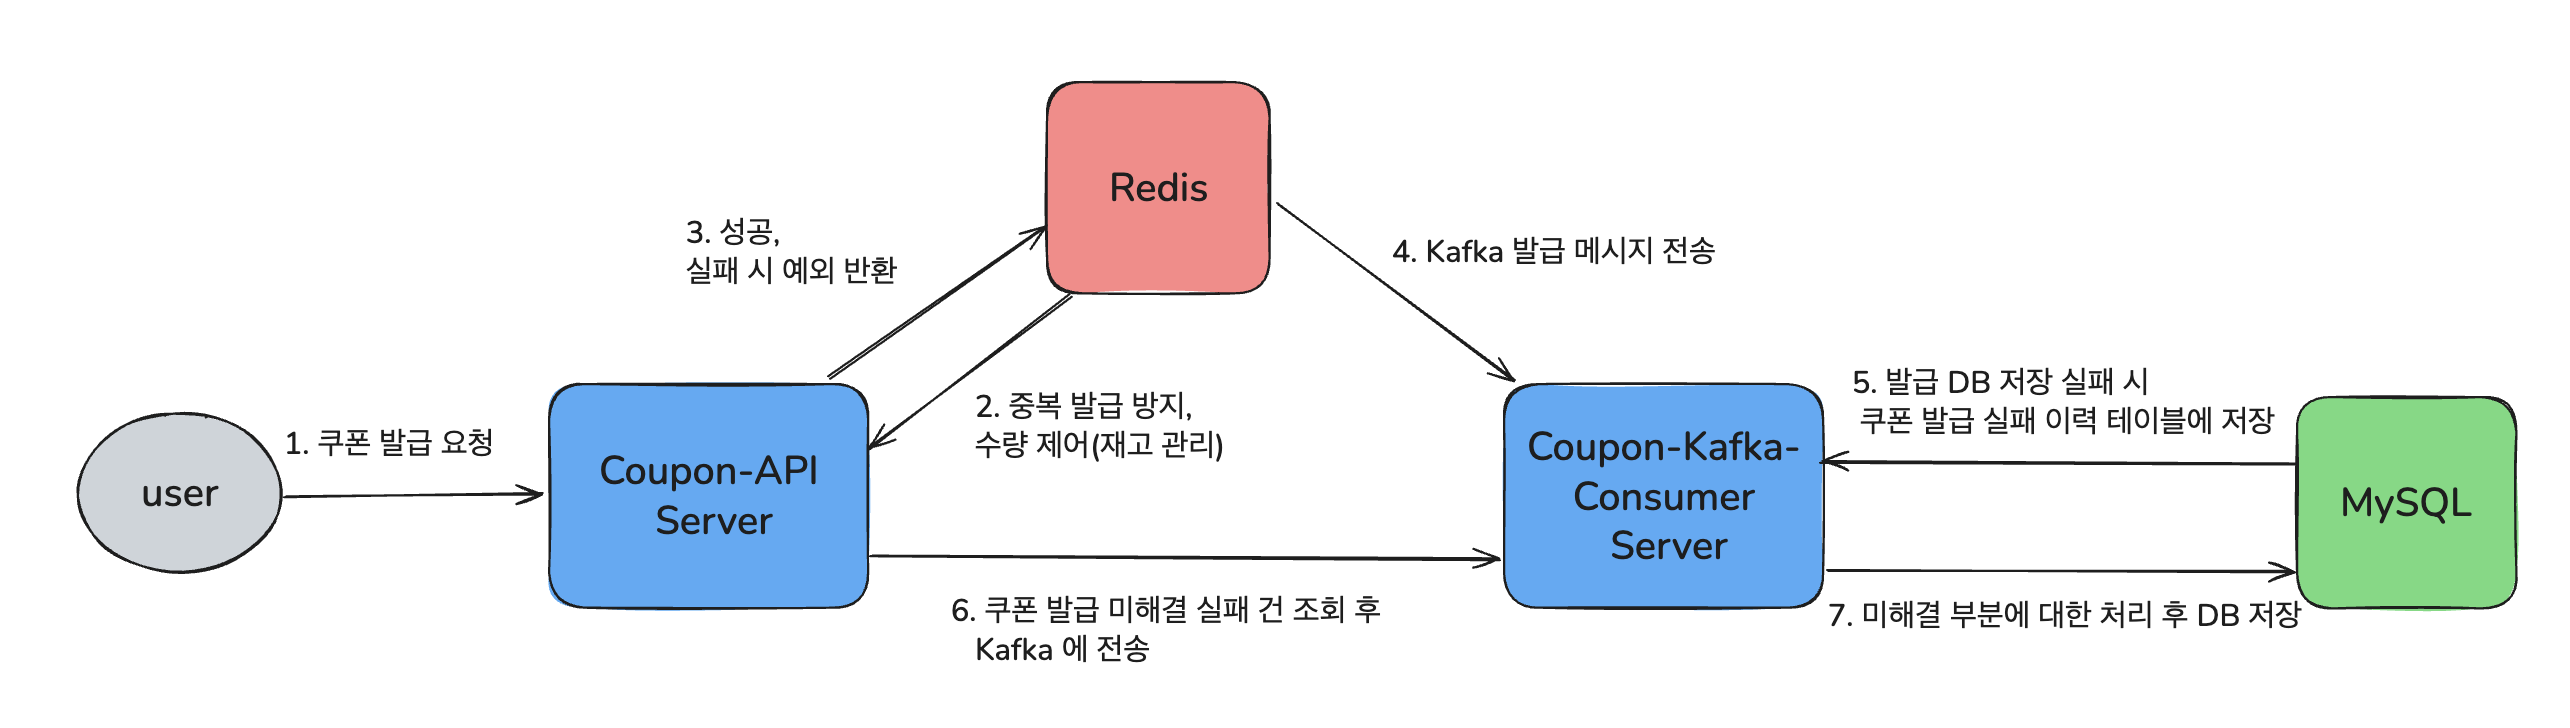 Redis
3. 성공,
실패 시 예외 반환
4. Kafka 발급 메시지 전송
2. 중복 발급 방지,
수량 제어(재고 관리)
5. 발급 DB 저장 실패 시
쿠폰 발급 실패 이력 테이블에 저장
1. 쿠폰 발급 요청
user
Coupon-API
Server
Coupon-Kafka-
Consumer
Server
MySQL
6. 쿠폰 발급 미해결 실패 건 조회 후
Kafka 에 전송
7. 미해결 부분에 대한 처리 후 DB 저장